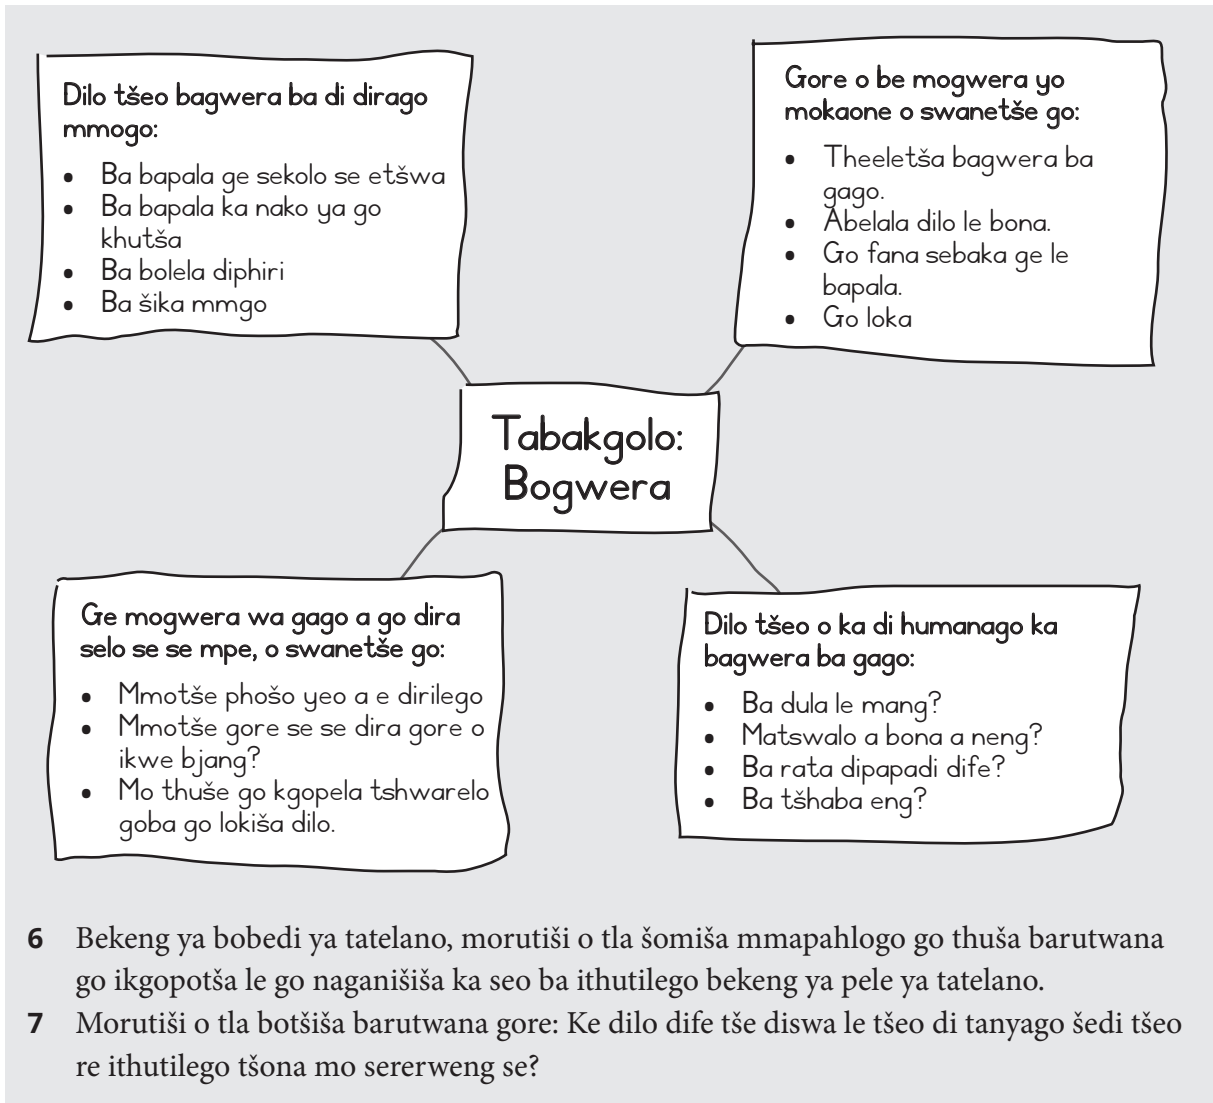 Dilo tšeo bagwera ba di dirago
mmogo:
• Ba bapala ge sekolo se etšwa
• Ba bapala ka nako ya go
khutša
• Ba bolela diphiri
• Ba šika mmgo
Gore o be mogwera yo
mokaone o swanetše go:
• Theeletša bagwera ba
gago.
• Abelala dilo le bona.
• Go fana sebaka ge le
bapala.
• Go loka
Tabakgolo:
Bogwera
Ge mogwera wa gago a go dira
selo se se mpe, o swanetše go:
• Mmotše phošo yeo a e dirilego
• Mmotše gore se se dira gore o
ikwe bjang?
• Mo thuše go kgopela tshwarelo
goba go lokiša dilo.
Dilo tšeo o ka di humanago ka
bagwera ba gago:
• Ba dula le mang?
• Matswalo a bona a neng?
• Ba rata dipapadi dife?
• Ba tšhaba eng?
6 Bekeng ya bobedi ya tatelano, morutiši o tla šomiša mmapahlogo go thuša barutwana
go ikgopotša le go naganišiša ka seo ba ithutilego bekeng ya pele ya tatelano.
7 Morutiši o tla botšiša barutwana gore: Ke dilo dife tše diswa le tšeo di tanyago šedi tšeo
re ithutilego tšona mo sererweng se?